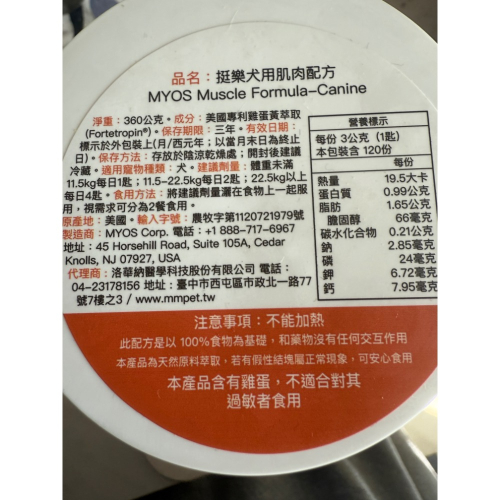 品名：挺樂犬用肌肉配方
MYOS Muscle Formula-Canine
淨重：360公克。成分：美國專利雞蛋黃萃取
(Fortetropin®)。保存期限：三年。有效日期：
標示於外包裝上(月/西元年，以當月末日為終止
日)。保存方法：存放於陰涼乾燥處；開封後建議
冷藏。適用寵物種類：犬。建議劑量：體重未滿
11.5kg每日1匙；11.5-22.5kg每日2匙；22.5kg以上
每日4匙。食用方法：將建議劑量灑在食物上一起服
用，視需求可分為2餐食用。
原產地：美國。輸入字號：農牧字第1120721979號
製造商：MYOS Corp. 電話：+1 888-717-6967
地址：45 Horsehill Road, Suite 105A, Cedar
Knolls, NJ 07927, USA
代理商：洛華納醫學科技股份有限公司 電話：
04-23178156 地址：臺中市西屯區市政北一路77
號7樓之3 / www.mmpet.tw
營養標示
每份 3公克 (1匙)
本包裝含 120份
每份
熱量 19.5大卡
蛋白質 0.99公克
脂肪 1.65公克
膽固醇 66毫克
碳水化合物 0.21公克
鈉 2.85毫克
磷 24毫克
鉀 6.72毫克
鈣 7.95毫克
注意事項：不能加熱
此配方是以 100%食物為基礎，和藥物沒有任何交互作用
本產品為天然原料萃取，若有假性結塊屬正常現象，可安心食用
本產品含有雞蛋，不適合對其
過敏者食用